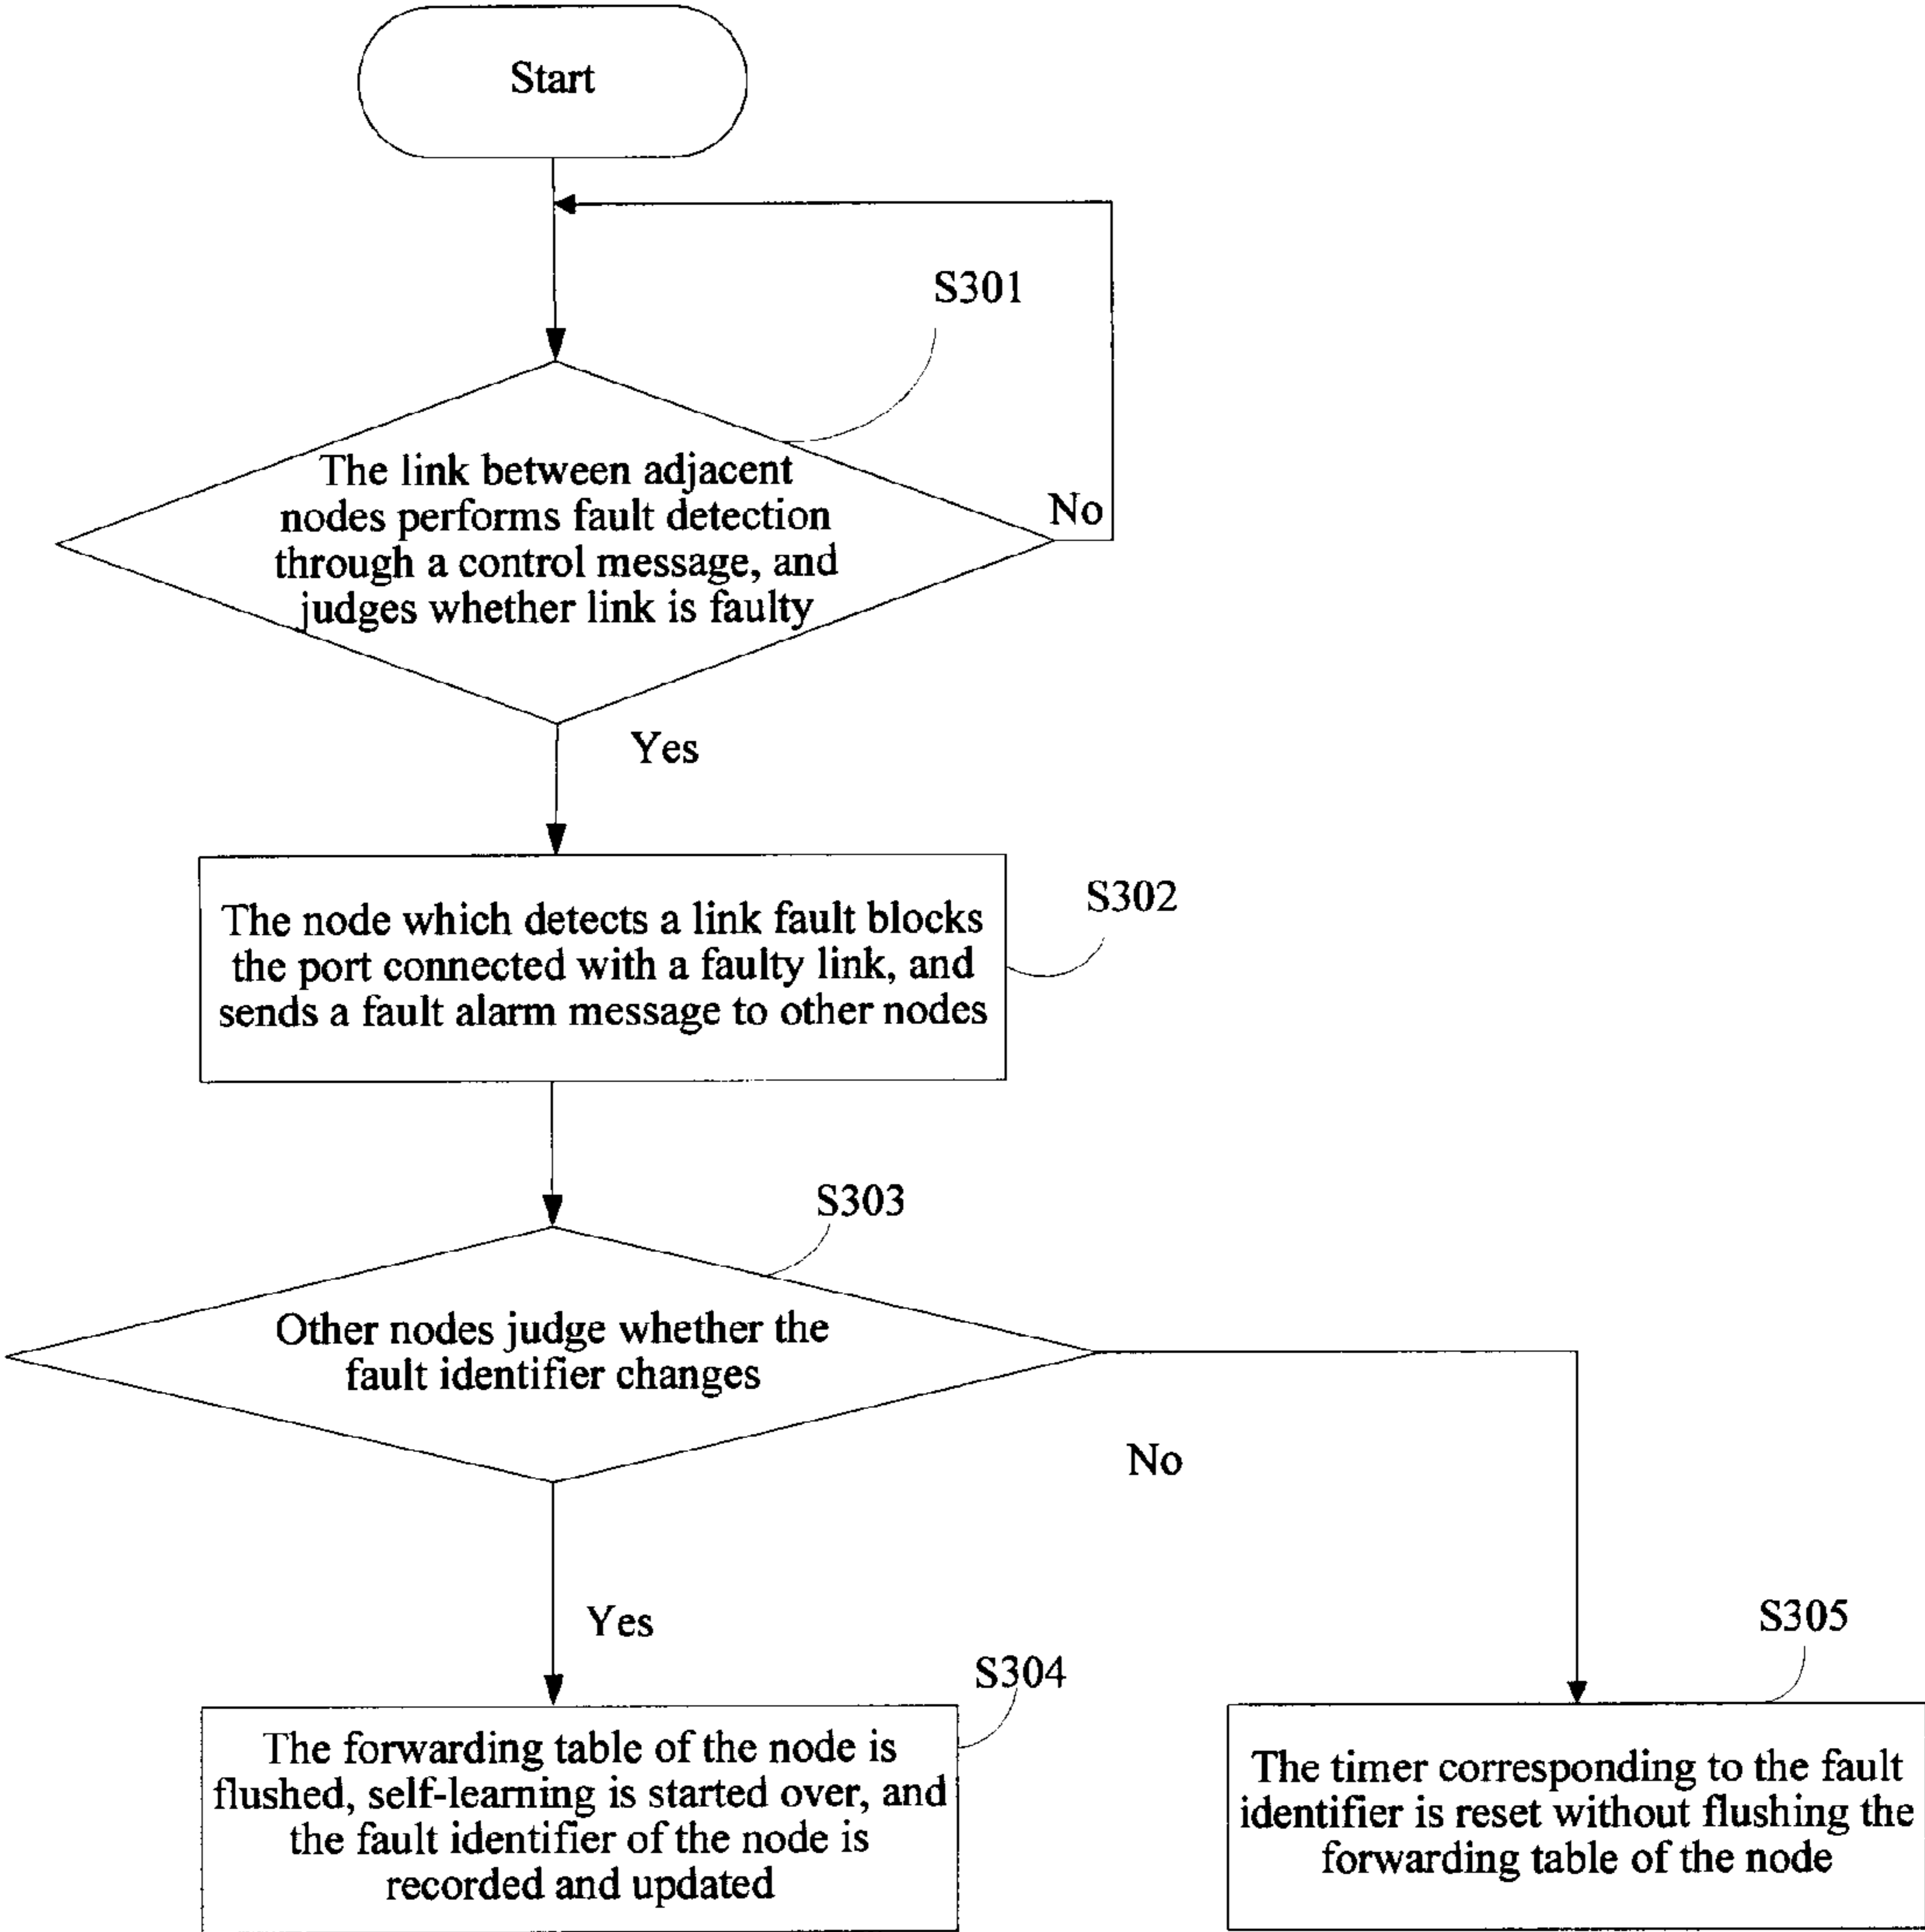 Start
S301
The link between adjacent
nodes performs fault detection
through a control message, and
judges whether link is faulty
No
Yes
The node which detects a link fault blocks
the port connected with a faulty link, and
sends a fault alarm message to other nodes
S302
S303
Other nodes judge whether the
fault identifier changes
No
Yes
S304
The forwarding table of the node is
flushed, self-learning is started over, and
the fault identifier of the node is
recorded and updated
S305
The timer corresponding to the fault
identifier is reset without flushing the
forwarding table of the node